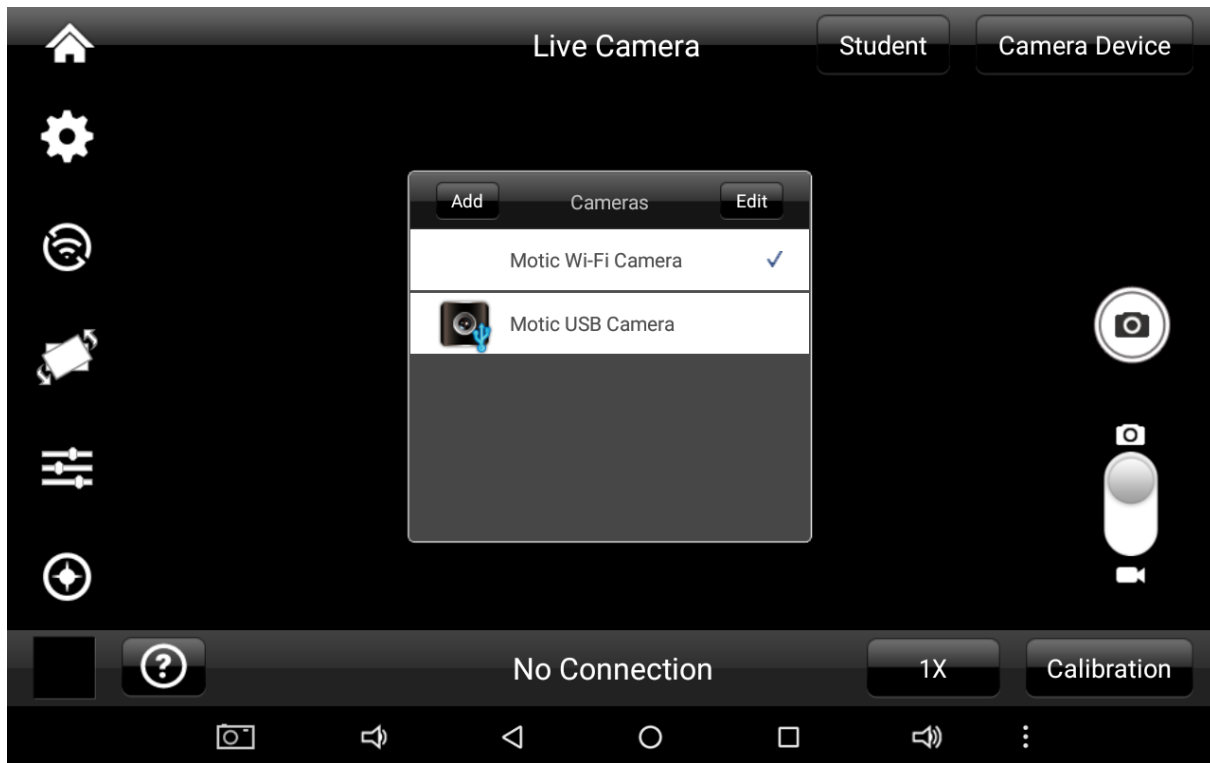 Live Camera
Student
Camera Device
Add
Cameras
Edit
Motic Wi-Fi Camera
Motic USB Camera
No Connection
1X
Calibration